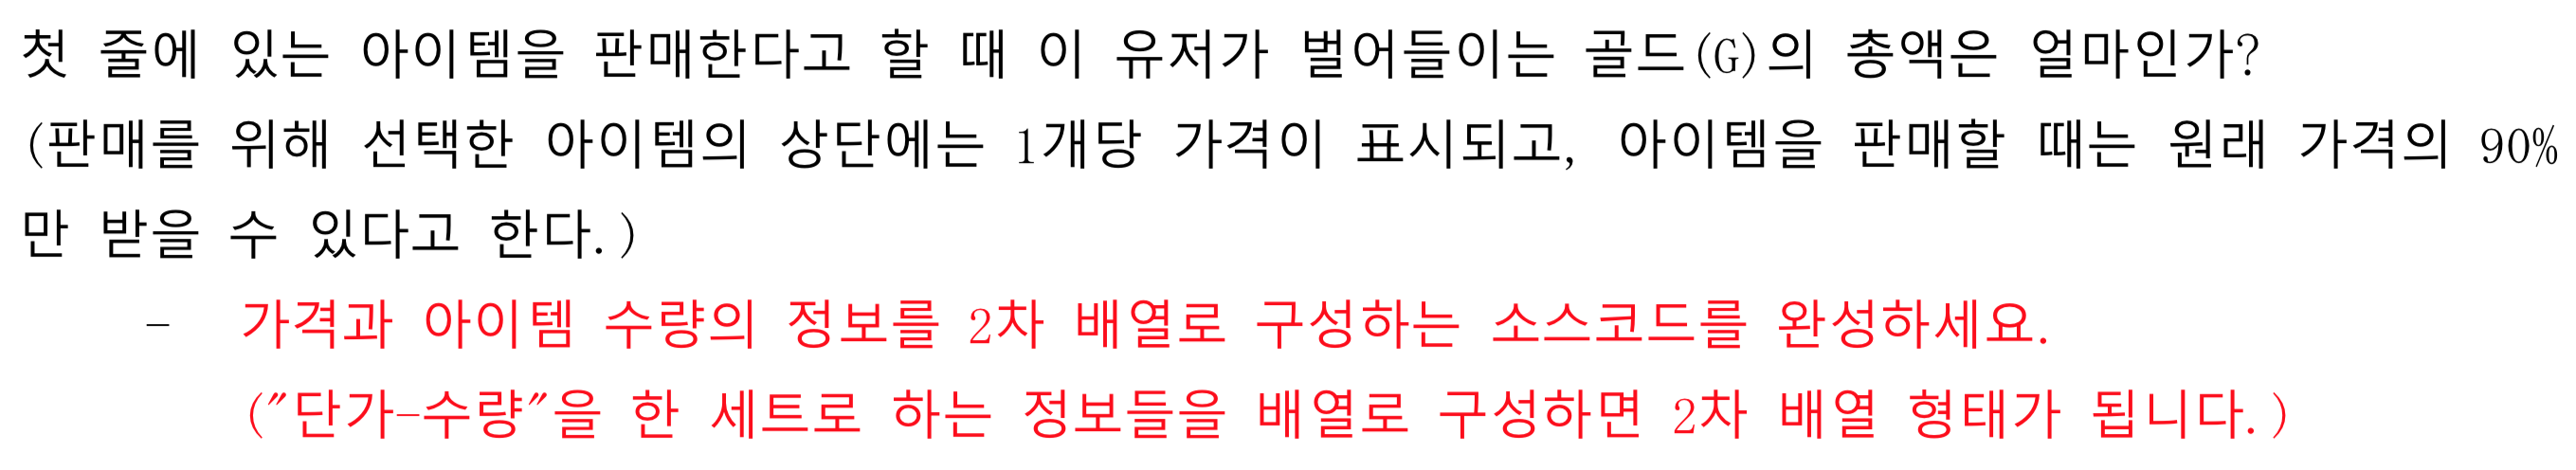 첫 줄에 있는 아이템을 판매한다고 할 때 이 유저가 벌어들이는 골드(G)의 총액은 얼마인가?
(판매를 위해 선택한 아이템의 상단에는 1개당 가격이 표시되고, 아이템을 판매할 때는 원래 가격의 90%
만 받을 수 있다고 한다.)
- 가격과 아이템 수량의 정보를 2차 배열로 구성하는 소스코드를 완성하세요.
("단가-수량"을 한 세트로 하는 정보들을 배열로 구성하면 2차 배열 형태가 됩니다.)